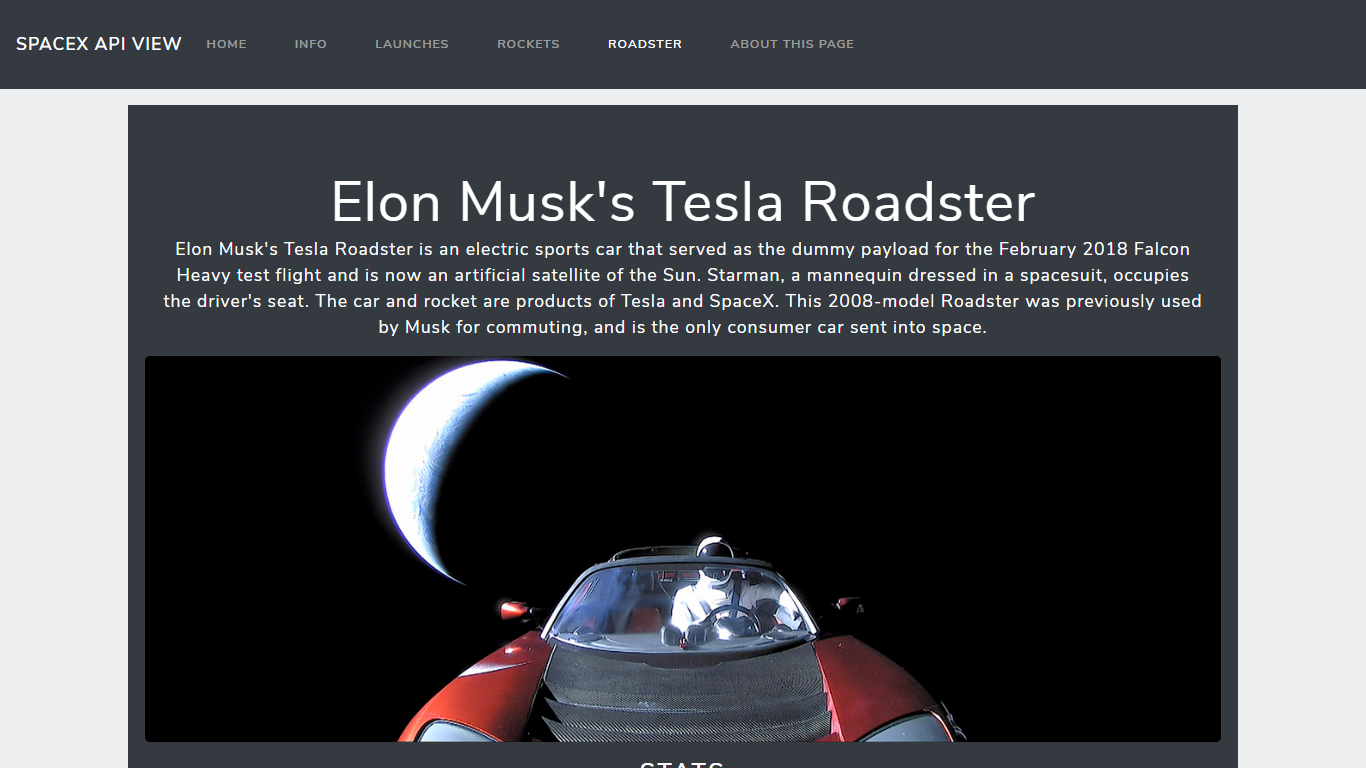 SPACEX API VIEW HOME INFO LAUNCHES ROCKETS ROADSTER ABOUT THIS PAGE
Elon Musk's Tesla Roadster
Elon Musk's Tesla Roadster is an electric sports car that served as the dummy payload for the February 2018 Falcon
Heavy test flight and is now an artificial satellite of the Sun. Starman, a mannequin dressed in a spacesuit, occupies
the driver's seat. The car and rocket are products of Tesla and SpaceX. This 2008-model Roadster was previously used
by Musk for commuting, and is the only consumer car sent into space.
STATS